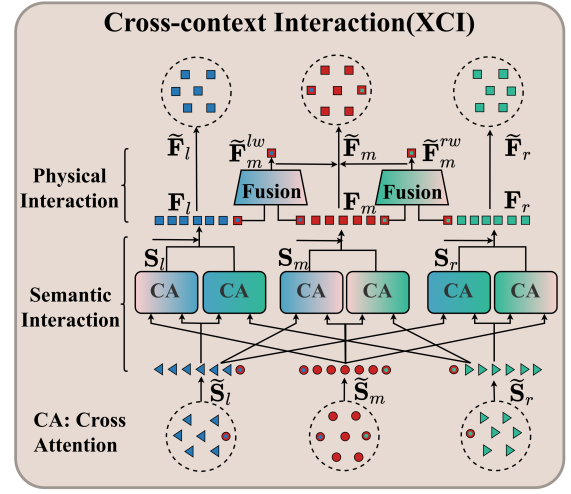 Cross-context Interaction(XCI)
F̃_l F̃_m^{lw} F̃_m F̃_m^{rw} F̃_r
Physical
Interaction
Fusion Fusion
F_l F_m F_r
S_l S_m S_r
Semantic
Interaction
CA CA CA CA CA CA
S̃_l S̃_m S̃_r
CA: Cross
Attention